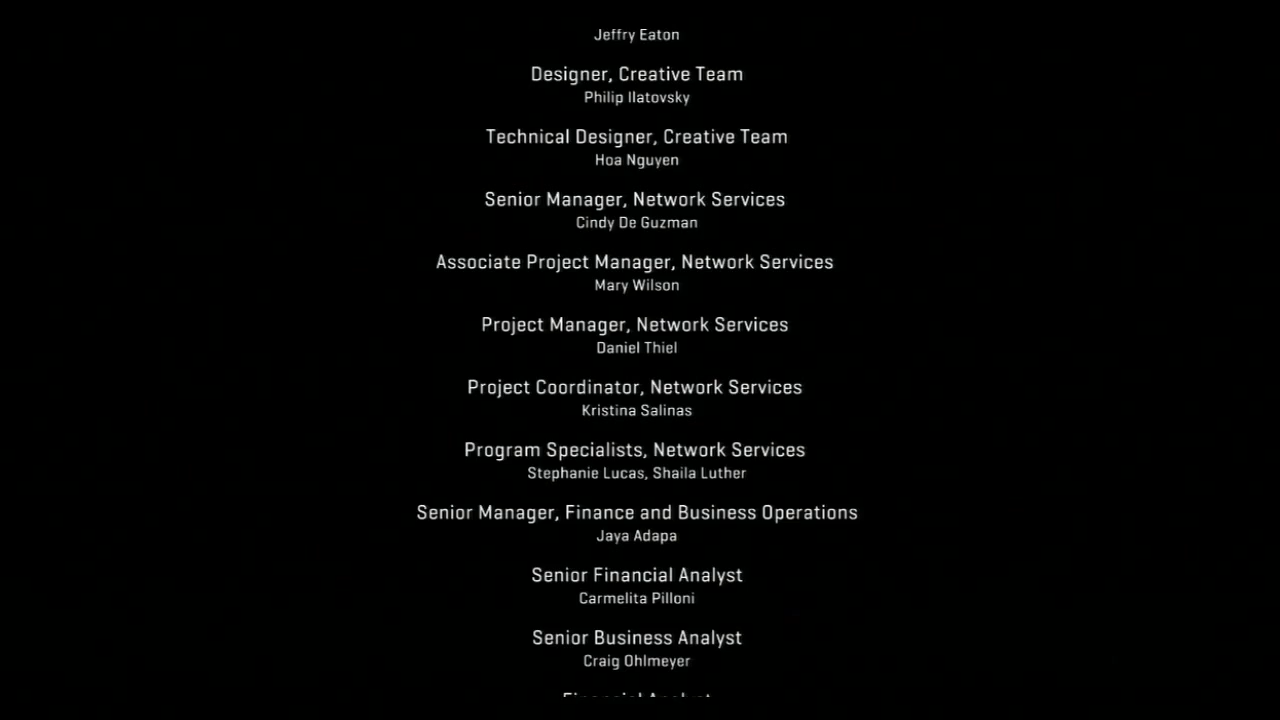 Jeffry Eaton
Designer, Creative Team
Philip Ilatovsky
Technical Designer, Creative Team
Hoa Nguyen
Senior Manager, Network Services
Cindy De Guzman
Associate Project Manager, Network Services
Mary Wilson
Project Manager, Network Services
Daniel Thiel
Project Coordinator, Network Services
Kristina Salinas
Program Specialists, Network Services
Stephanie Lucas, Shaila Luther
Senior Manager, Finance and Business Operations
Jaya Adapa
Senior Financial Analyst
Carmelita Pilloni
Senior Business Analyst
Craig Ohlmeyer
Financial Analyst